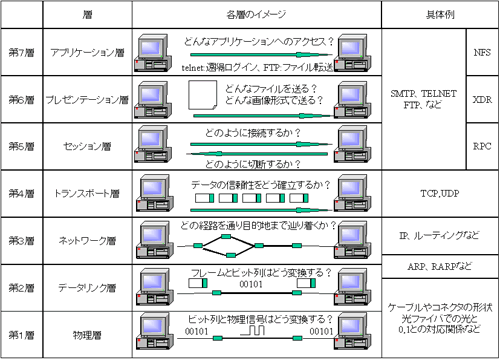 層
各層のイメージ
具体例
第7層
アプリケーション層
どんなアプリケーションへのアクセス？
telnet:遠隔ログイン、FTP:ファイル転送
第6層
プレゼンテーション層
どんなファイルを送る？
どんな画像形式で送る？
第5層
セッション層
どのように接続するか？
どのように切断するか？
SMTP、TELNET
FTP、など
NFS
XDR
RPC
第4層
トランスポート層
データの信頼性をどう確立するか？
TCP,UDP
第3層
ネットワーク層
どの経路を通り目的地まで辿り着くか？
IP、ルーティングなど
ARP、RARPなど
第2層
データリンク層
フレームとビット列はどう変換する？
00101
第1層
物理層
ビット列と物理信号はどう変換する？
00101
00101
ケーブルやコネクタの形状
光ファイバでの光と
0,1との対応関係など